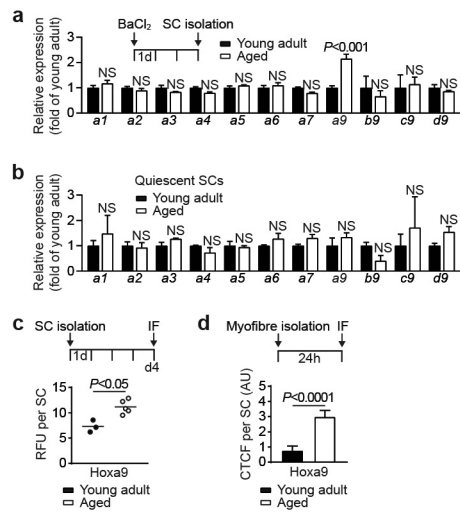 a
BaCl₂ SC isolation
1d
Young adult
Aged
P<0.001
Relative expression
(fold of young adult)
3
2
1
0
NS NS NS NS NS NS NS NS NS NS
a1 a2 a3 a4 a5 a6 a7 a9 b9 c9 d9
b
Quiescent SCs
Young adult
Aged
Relative expression
(fold of young adult)
3
2
1
0
NS NS NS NS NS NS NS NS NS NS NS
a1 a2 a3 a4 a5 a6 a7 a9 b9 c9 d9
c
SC isolation IF
1d
d4
P<0.05
RFU per SC
15
10
5
0
Hoxa9
Young adult
Aged
d
Myofibre isolation IF
24h
P<0.0001
CTCF per SC (AU)
5
4
3
2
1
0
Hoxa9
Young adult
Aged